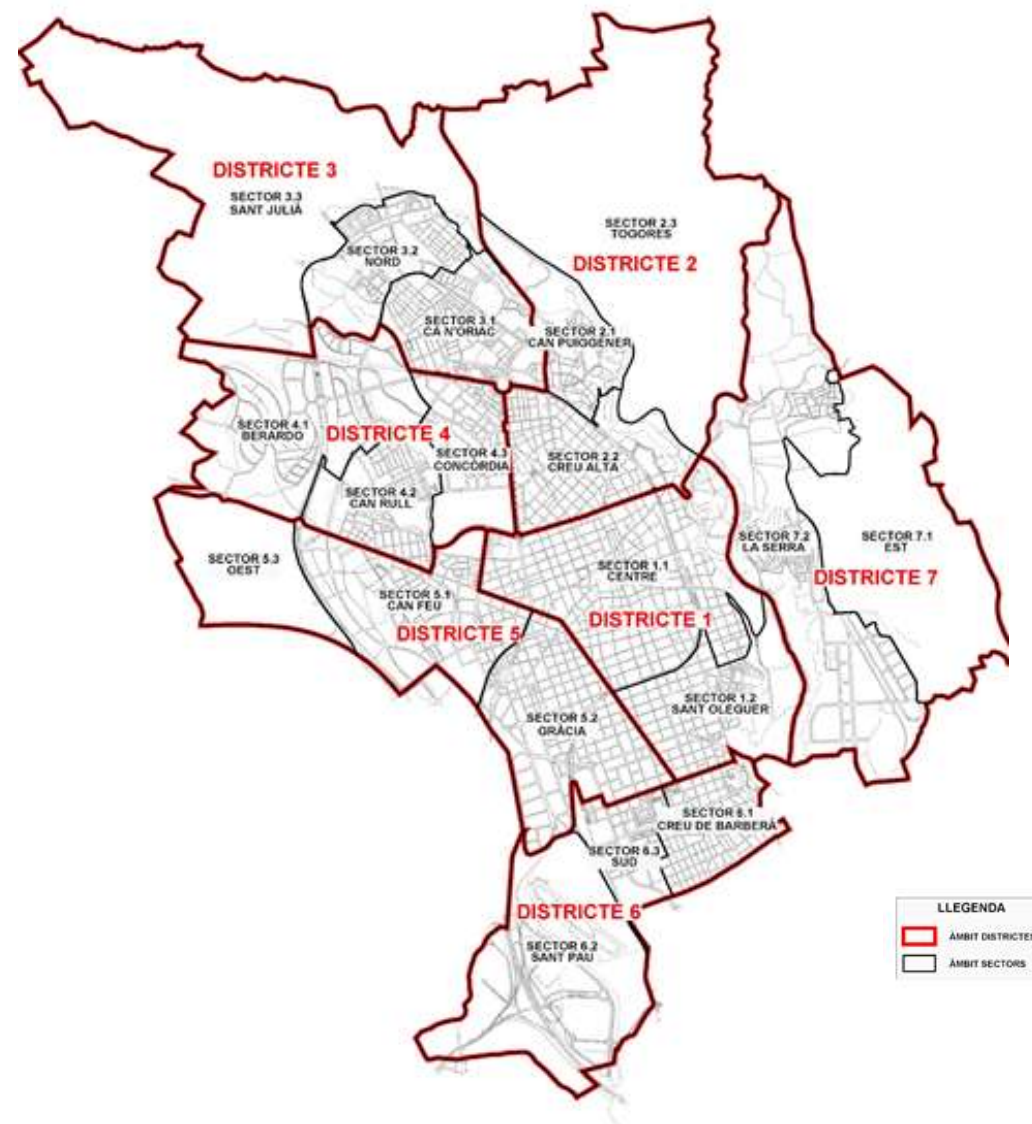 DISTRICTE 3
SECTOR 3.3
SANT JULIÀ
SECTOR 2.3
TOGORES
DISTRICTE 2
SECTOR 3.2
NORD
SECTOR 3.1
CA N'ORIAC
SECTOR 2.1
CAN PUIGGENER
SECTOR 4.1
BERARDO
DISTRICTE 4
SECTOR 4.3
CONCÒRDIA
SECTOR 2.2
CREU ALTA
SECTOR 4.2
CAN RULL
SECTOR 7.2
LA SERRA
SECTOR 7.1
EST
DISTRICTE 7
SECTOR 5.3
OEST
SECTOR 1.1
CENTRE
DISTRICTE 1
SECTOR 5.1
CAN FEU
DISTRICTE 5
SECTOR 1.2
SANT OLEGUER
SECTOR 5.2
GRÀCIA
SECTOR 6.1
CREU DE BARBERÀ
SECTOR 6.3
SUD
DISTRICTE 6
SECTOR 6.2
SANT PAU
LLEGENDA
ÀMBIT DISTRICTES
ÀMBIT SECTORS